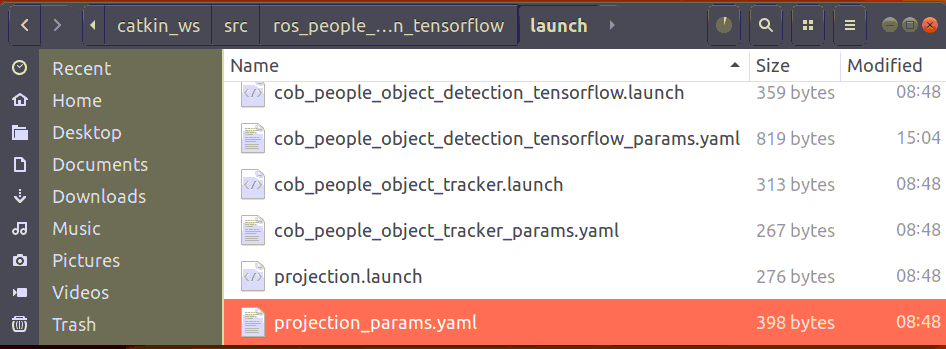 catkin_ws src ros_people_...n_tensorflow launch
Recent
Home
Desktop
Documents
Downloads
Music
Pictures
Videos
Trash
Name Size Modified
cob_people_object_detection_tensorflow.launch 359 bytes 08:48
cob_people_object_detection_tensorflow_params.yaml 819 bytes 15:04
cob_people_object_tracker.launch 313 bytes 08:48
cob_people_object_tracker_params.yaml 267 bytes 08:48
projection.launch 276 bytes 08:48
projection_params.yaml 398 bytes 08:48